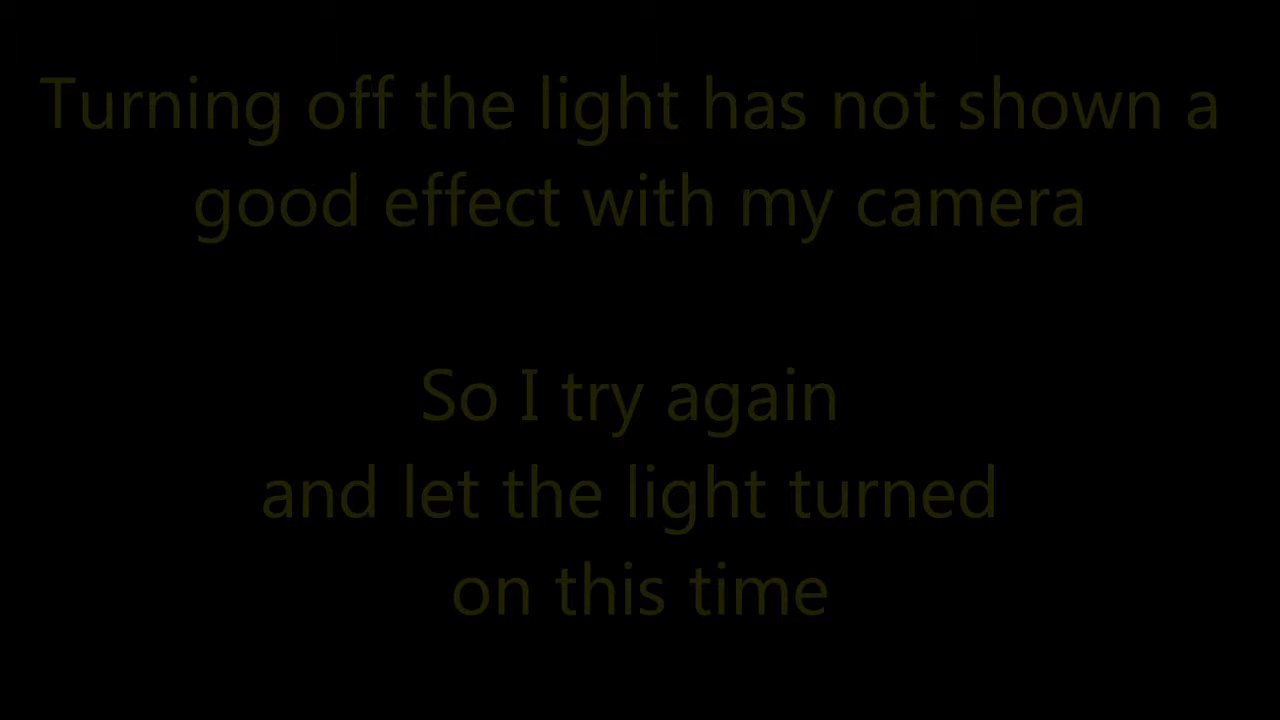 Turning off the light has not shown a
good effect with my camera
So I try again
and let the light turned
on this time